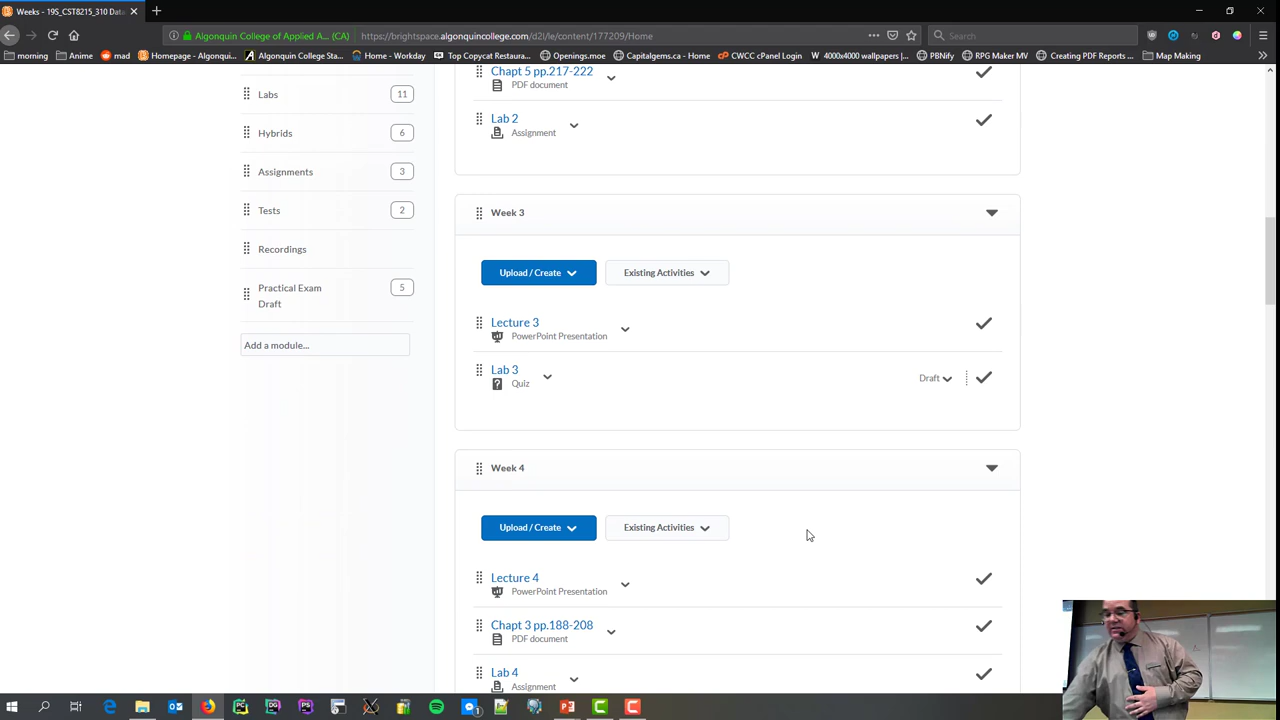 Weeks - 19S_CST8215_310 Data
Algonquin College of Applied A... (CA)
https://brightspace.algonquincollege.com/d2l/le/content/177209/Home
Search
morning
Anime
mad
Homepage - Algonqui...
Algonquin College Sta...
Home - Workday
Top Copycat Restaurat...
Openings.moe
Capitalgems.ca - Home
CWCC cPanel Login
4000x4000 wallpapers |...
PBNify
RPG Maker MV
Creating PDF Reports ...
Map Making
Labs
11
Hybrids
6
Assignments
3
Tests
2
Recordings
Practical Exam
Draft
5
Add a module...
Chapt 5 pp.217-222
PDF document
Lab 2
Assignment
Week 3
Upload / Create
Existing Activities
Lecture 3
PowerPoint Presentation
Lab 3
Quiz
Draft
Week 4
Upload / Create
Existing Activities
Lecture 4
PowerPoint Presentation
Chapt 3 pp.188-208
PDF document
Lab 4
Assignment